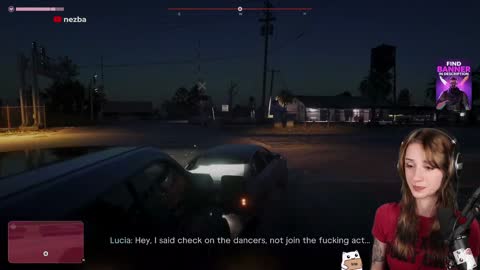 nezba
FIND
BANNER
IN DESCRIPTION
Lucia: Hey, I said check on the dancers, not join the fucking act...